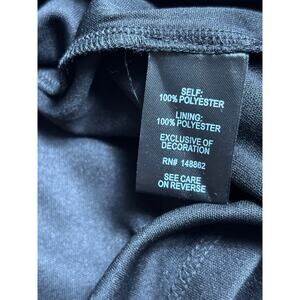 SELF:
100% POLYESTER
LINING:
100% POLYESTER
EXCLUSIVE OF
DECORATION
RN# 148862
SEE CARE
ON REVERSE